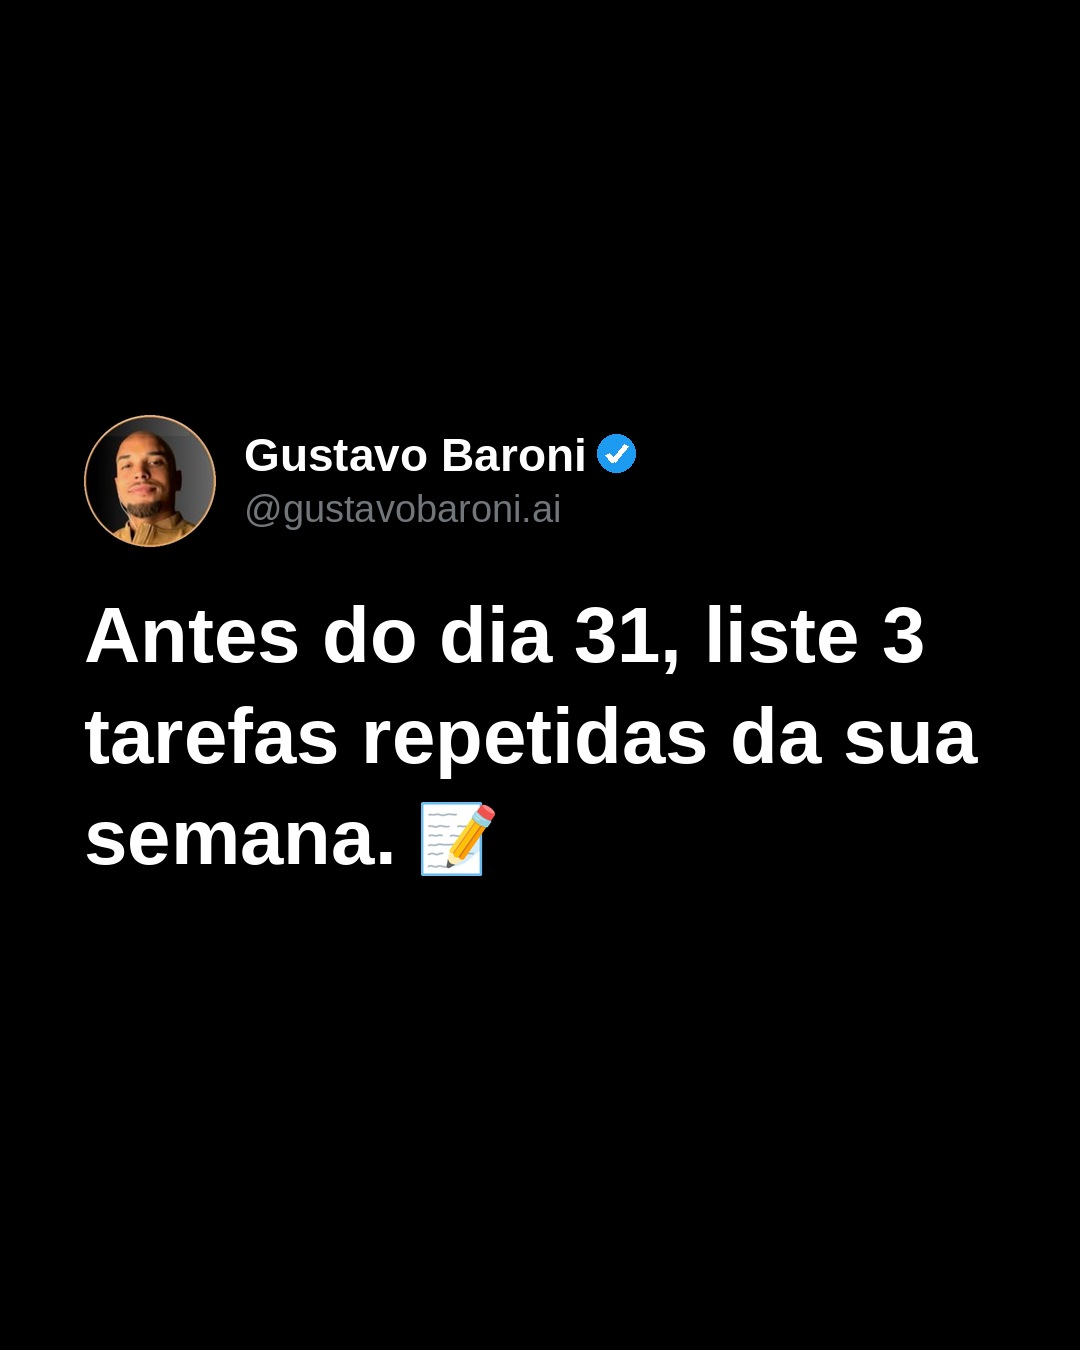 Gustavo Baroni
@gustavobaroni.ai
Antes do dia 31, liste 3
tarefas repetidas da sua
semana. 📝